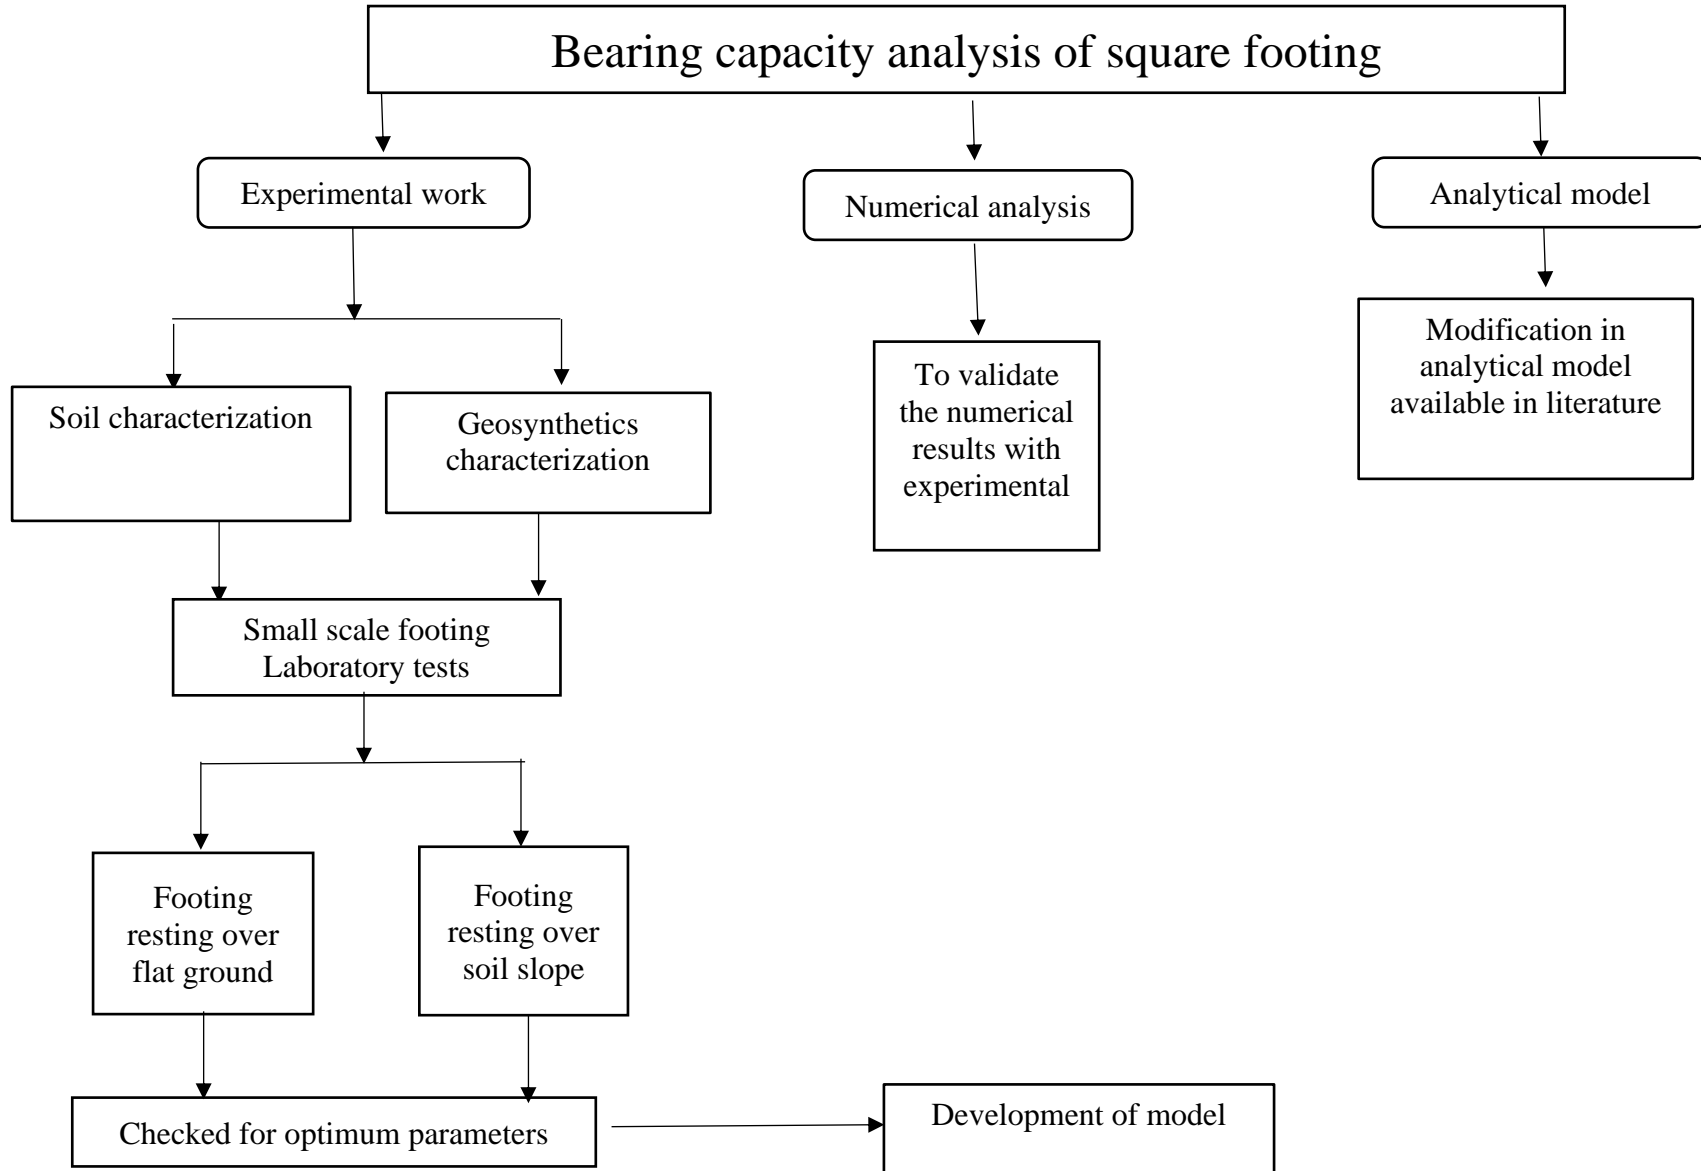 Bearing capacity analysis of square footing
Experimental work
Numerical analysis
Analytical model
Soil characterization
Geosynthetics
characterization
To validate
the numerical
results with
experimental
Modification in
analytical model
available in literature
Small scale footing
Laboratory tests
Footing
resting over
flat ground
Footing
resting over
soil slope
Checked for optimum parameters
Development of model